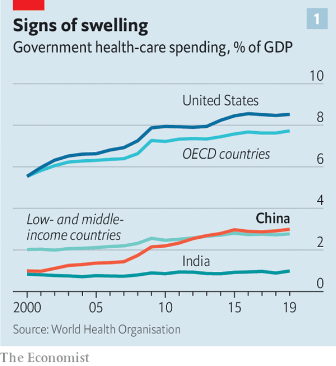 Signs of swelling
1
Government health-care spending, % of GDP
10
United States
8
OECD countries
6
4
Low- and middle-
income countries
China
2
India
0
2000 05 10 15 19
Source: World Health Organisation
The Economist